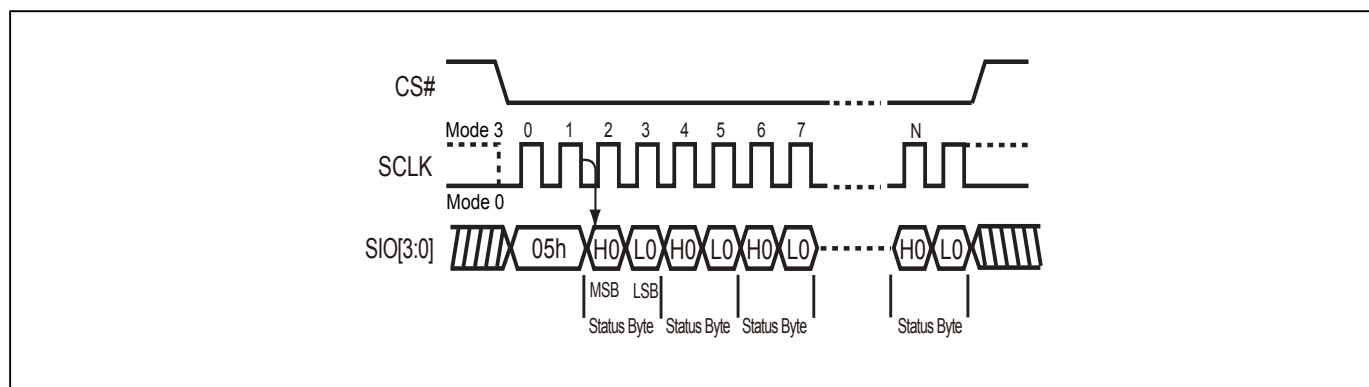 CS#
Mode 3 0 1 2 3 4 5 6 7 N
SCLK
Mode 0
SIO[3:0] 05h H0 L0 H0 L0 H0 L0 H0 L0
MSB LSB
Status Byte Status Byte Status Byte Status Byte